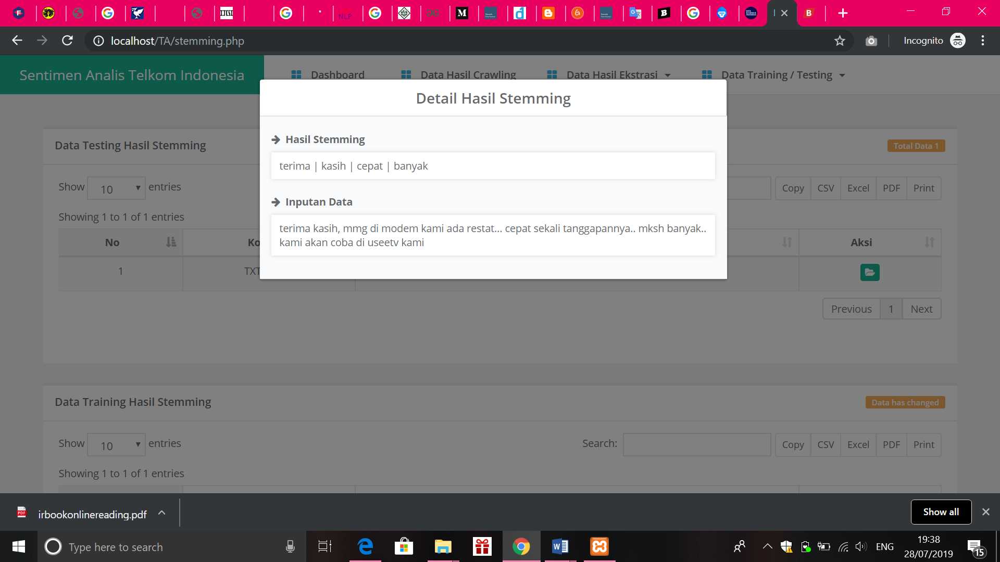 localhost/TA/stemming.php
Incognito
Sentimen Analis Telkom Indonesia
Dashboard
Data Hasil Crawling
Data Hasil Ekstrasi
Data Training / Testing
Detail Hasil Stemming
Hasil Stemming
terima | kasih | cepat | banyak
Inputan Data
terima kasih, mmg di modem kami ada restat... cepat sekali tanggapannya.. mksh banyak..
kami akan coba di useetv kami
Data Testing Hasil Stemming
Total Data 1
Show 10 entries
Copy CSV Excel PDF Print
Showing 1 to 1 of 1 entries
No Ko Aksi
1 TXT
Previous 1 Next
Data Training Hasil Stemming
Data has changed
Show 10 entries
Search:
Copy CSV Excel PDF Print
Showing 1 to 1 of 1 entries
irbookonlinereading.pdf
Show all
Type here to search
ENG
19:38
28/07/2019
15